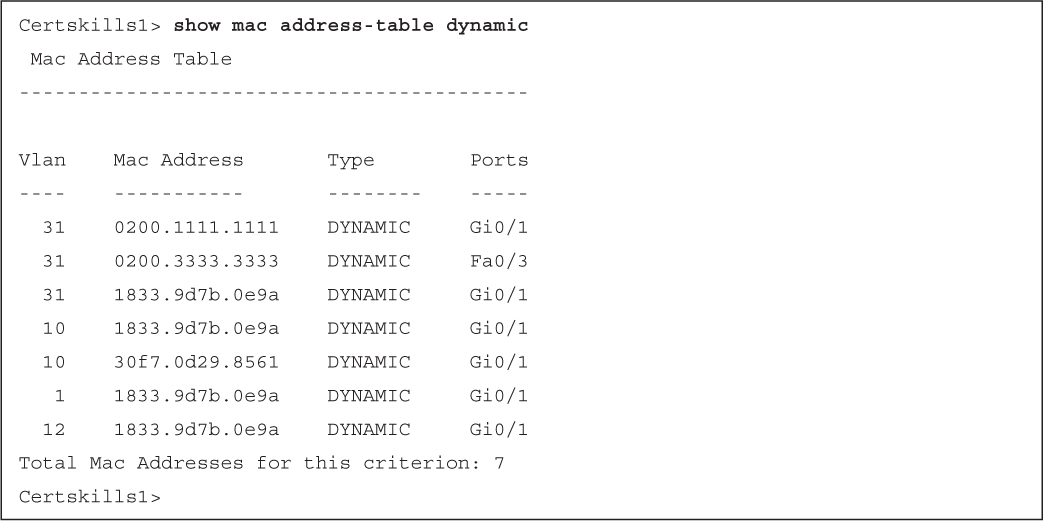 Certskills1> show mac address-table dynamic
Mac Address Table
-------------------------------------------
Vlan    Mac Address       Type        Ports
----    -----------       --------    -----
31    0200.1111.1111    DYNAMIC     Gi0/1
31    0200.3333.3333    DYNAMIC     Fa0/3
31    1833.9d7b.0e9a    DYNAMIC     Gi0/1
10    1833.9d7b.0e9a    DYNAMIC     Gi0/1
10    30f7.0d29.8561    DYNAMIC     Gi0/1
1    1833.9d7b.0e9a    DYNAMIC     Gi0/1
12    1833.9d7b.0e9a    DYNAMIC     Gi0/1
Total Mac Addresses for this criterion: 7
Certskills1>